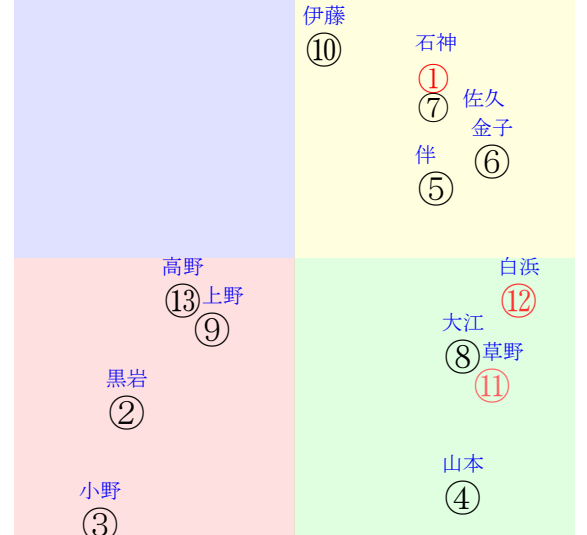 伊藤
⑩
石神
①
⑦
佐久
金子
⑥
伴
⑤
高野
⑬
上野
⑨
白浜
⑫
大江
⑧
草野
⑪
黒岩
②
山本
④
小野
③